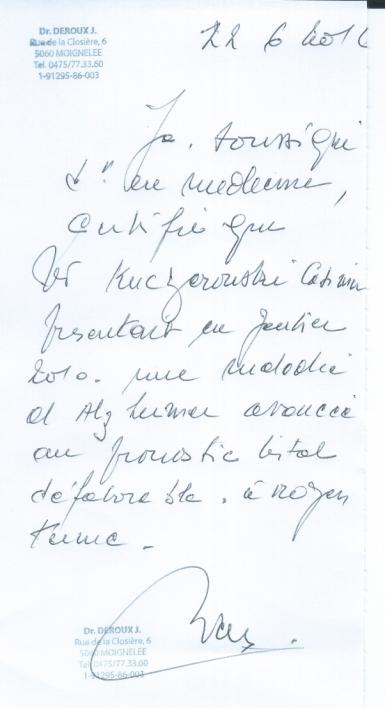 Dr. DEROUX J.
Rue de la Closière, 6
5060 MOIGNELEE
Tel. 0475/77.33.60
1-91295-86-003
22 6 2016
Je, soussigné
Dr en médecine,
Certifie que
Kuczerowski Casimir
présentait en Janvier
2010. une maladie
d'Alzheimer avancée
au pronostic vital
défavorable. à moyen
terme.
Dr. DEROUX J.
Rue de la Closière, 6
5060 MOIGNELEE
Tel. 0475/77.33.60
1-91295-86-003